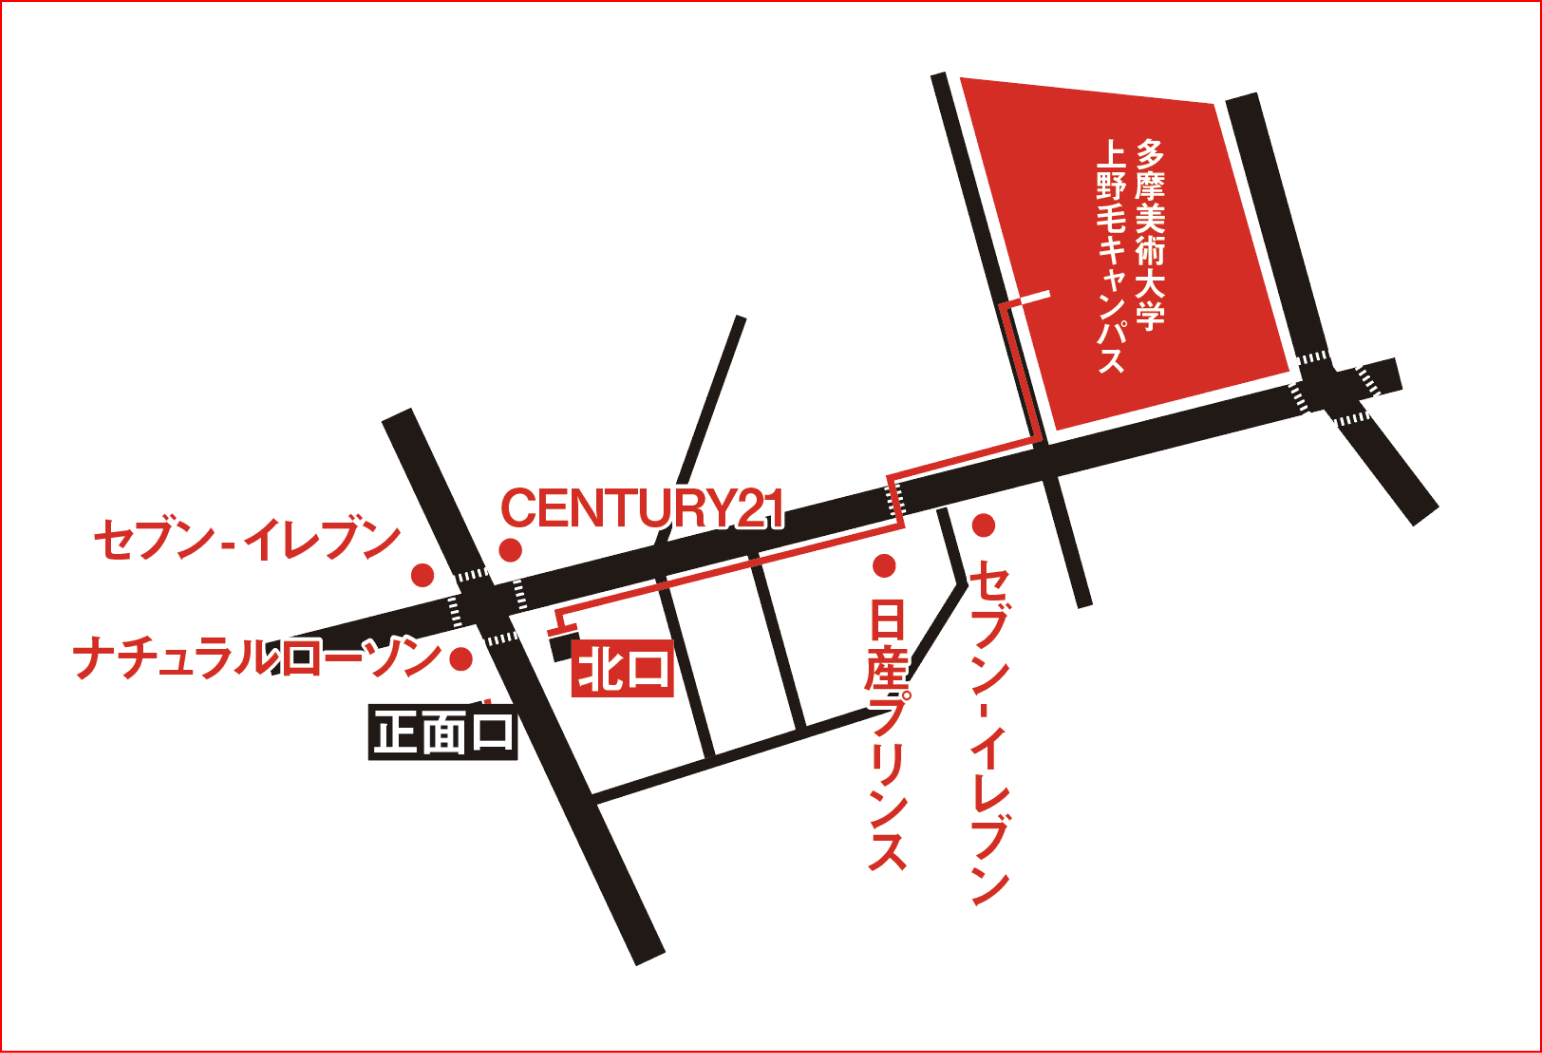 多摩美術大学
上野毛キャンパス
CENTURY21
セブン-イレブン
ナチュラルローソン
北口
正面口
日産プリンス
セブン-イレブン